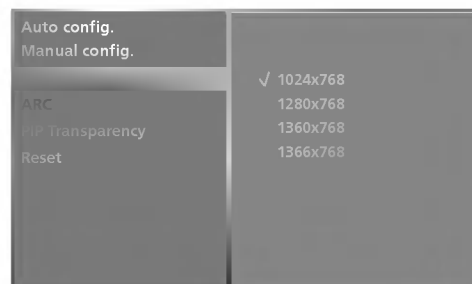 Auto config.
Manual config.
ARC
PIP Transparency
Reset
✓ 1024x768
1280x768
1360x768
1366x768